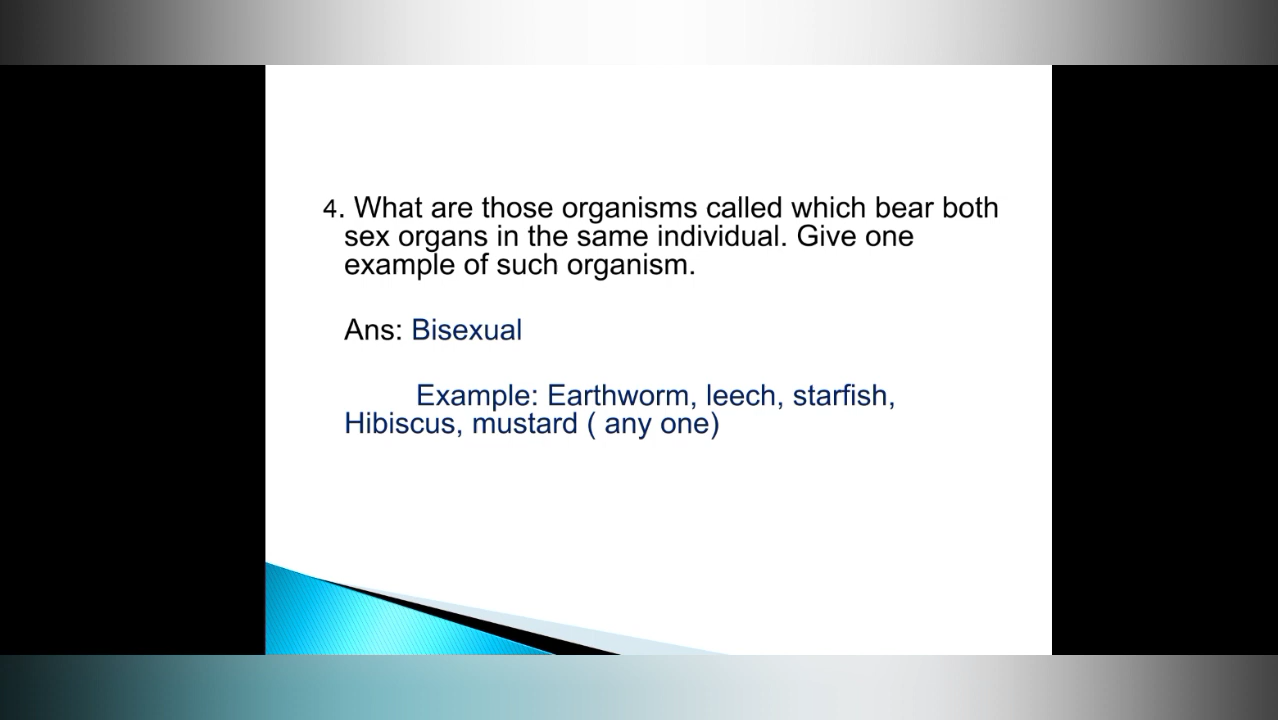 4. What are those organisms called which bear both
sex organs in the same individual. Give one
example of such organism.
Ans: Bisexual
Example: Earthworm, leech, starfish,
Hibiscus, mustard ( any one)